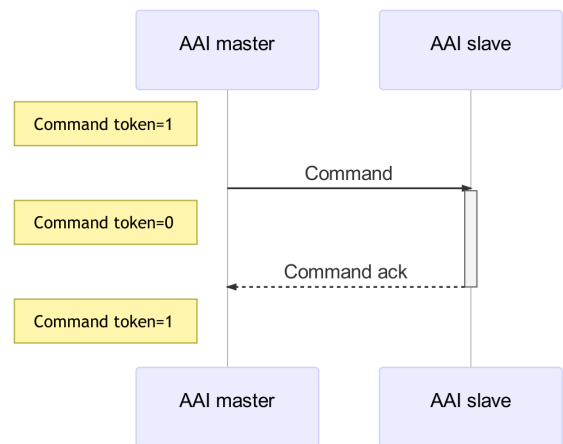 AAI master
AAI slave
Command token=1
Command
Command token=0
Command ack
Command token=1
AAI master
AAI slave